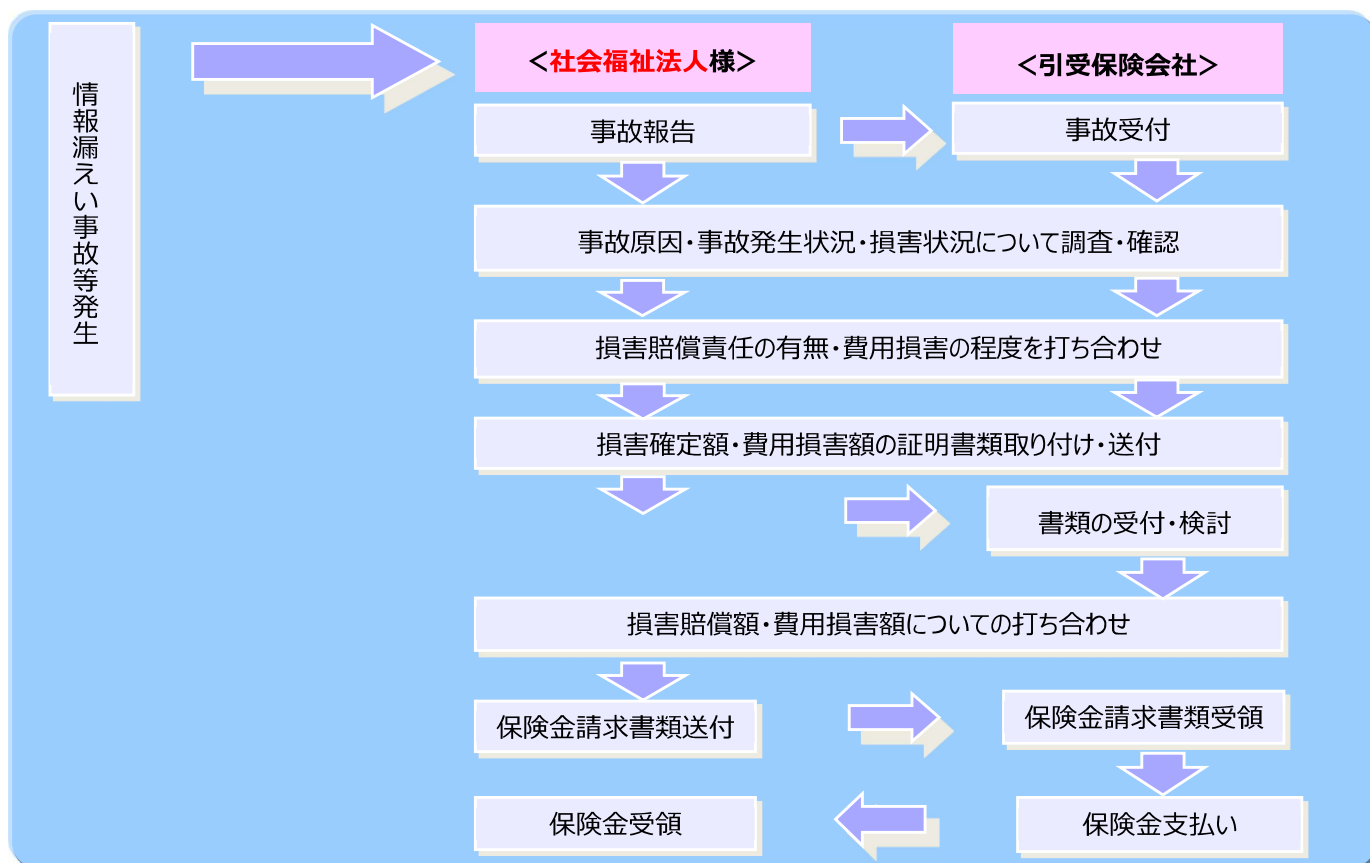 情報漏えい事故等発生
＜社会福祉法人様＞
＜引受保険会社＞
事故報告
事故受付
事故原因・事故発生状況・損害状況について調査・確認
損害賠償責任の有無・費用損害の程度を打ち合わせ
損害確定額・費用損害額の証明書類取り付け・送付
書類の受付・検討
損害賠償額・費用損害額についての打ち合わせ
保険金請求書類送付
保険金請求書類受領
保険金受領
保険金支払い